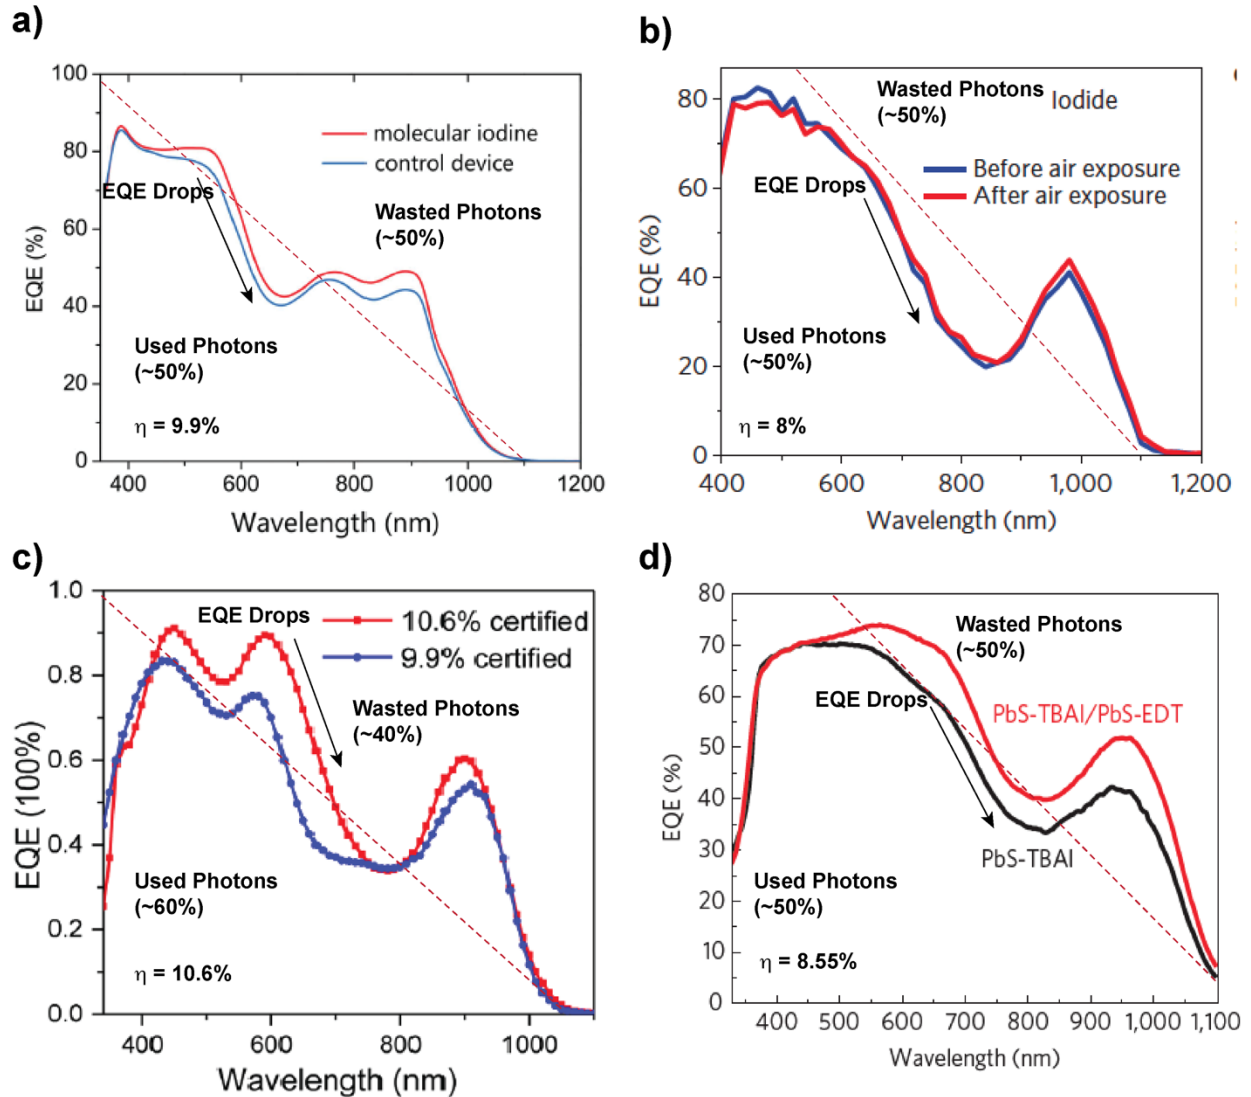 a)
100
80
60
40
20
0
EQE (%)
molecular iodine
control device
EQE Drops
Wasted Photons
(~50%)
Used Photons
(~50%)
η = 9.9%
400
600
800
1000
1200
Wavelength (nm)
b)
80
60
40
20
0
EQE (%)
Wasted Photons
(~50%)
Iodide
Before air exposure
After air exposure
EQE Drops
Used Photons
(~50%)
η = 8%
400
600
800
1,000
1,200
Wavelength (nm)
c)
1.0
0.8
0.6
0.4
0.2
0.0
EQE (100%)
EQE Drops
10.6% certified
9.9% certified
Wasted Photons
(~40%)
Used Photons
(~60%)
η = 10.6%
400
600
800
1000
Wavelength (nm)
d)
80
70
60
50
40
30
20
10
0
EQE (%)
Wasted Photons
(~50%)
EQE Drops
PbS-TBAI/PbS-EDT
PbS-TBAI
Used Photons
(~50%)
η = 8.55%
400
500
600
700
800
900
1,000
1,100
Wavelength (nm)